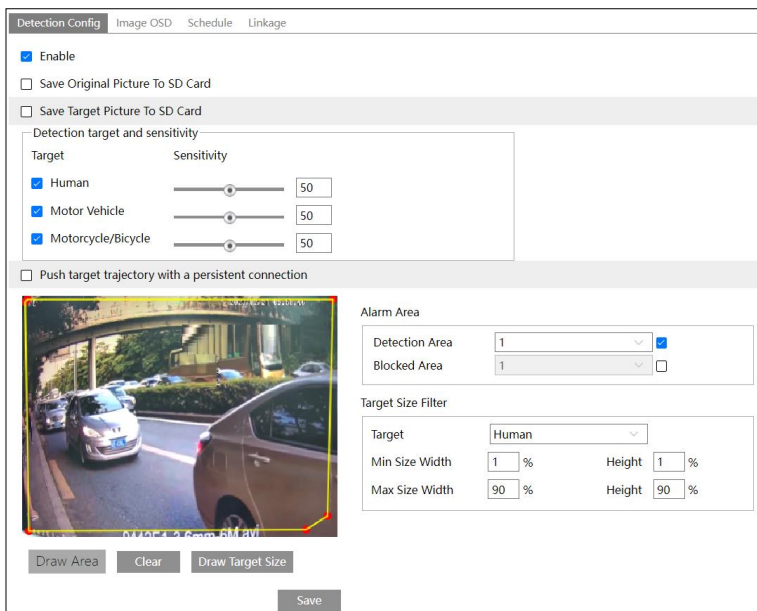 Detection Config Image OSD Schedule Linkage
Enable
Save Original Picture To SD Card
Save Target Picture To SD Card
Detection target and sensitivity
Target Sensitivity
Human 50
Motor Vehicle 50
Motorcycle/Bicycle 50
Push target trajectory with a persistent connection
Alarm Area
Detection Area 1
Blocked Area 1
Target Size Filter
Target Human
Min Size Width 1 % Height 1 %
Max Size Width 90 % Height 90 %
Draw Area Clear Draw Target Size
Save